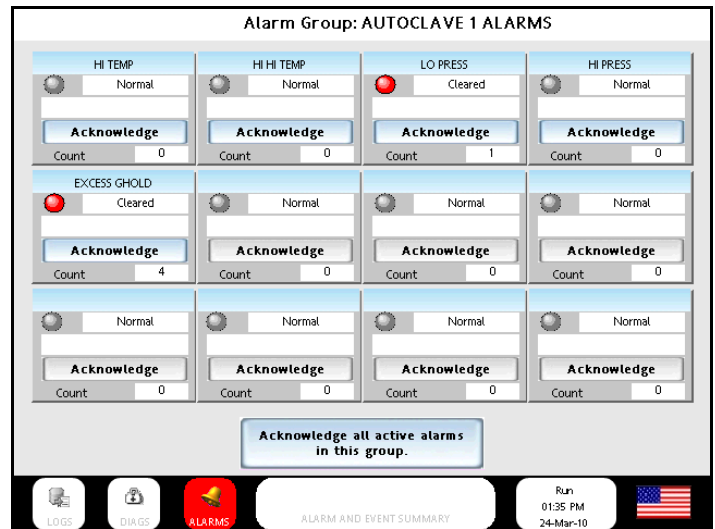 Alarm Group: AUTOCLAVE 1 ALARMS
HI TEMP
Normal
Acknowledge
Count 0
HI HI TEMP
Normal
Acknowledge
Count 0
LO PRESS
Cleared
Acknowledge
Count 1
HI PRESS
Normal
Acknowledge
Count 0
EXCESS GHOLD
Cleared
Acknowledge
Count 4
Normal
Acknowledge
Count 0
Normal
Acknowledge
Count 0
Normal
Acknowledge
Count 0
Normal
Acknowledge
Count 0
Normal
Acknowledge
Count 0
Normal
Acknowledge
Count 0
Normal
Acknowledge
Count 0
Acknowledge all active alarms
in this group.
LOGS
DIAGS
ALARMS
ALARM AND EVENT SUMMARY
Run
01:35 PM
24-Mar-10